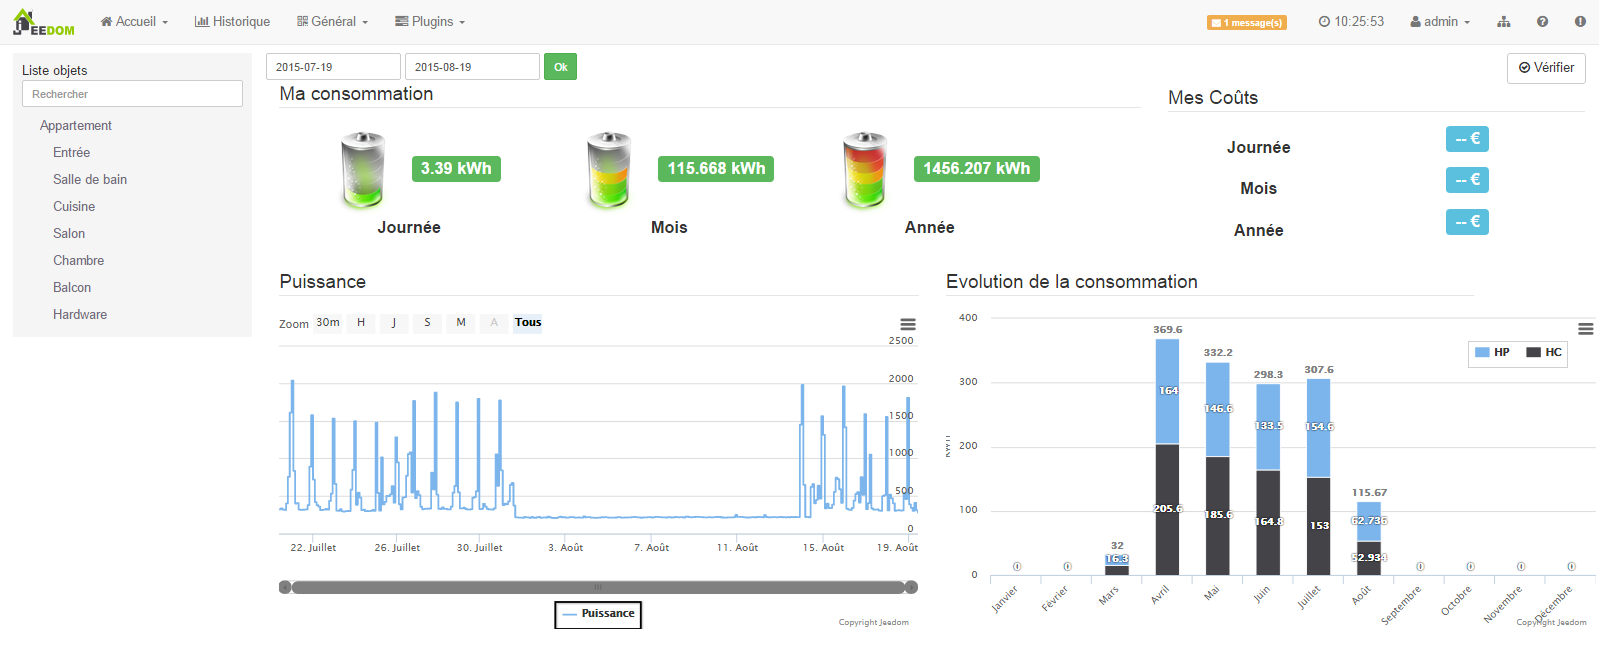 JEEDOM
Accueil
Historique
Général
Plugins
1 message(s)
10:25:53
admin
Liste objets
Rechercher
Appartement
Entrée
Salle de bain
Cuisine
Salon
Chambre
Balcon
Hardware
2015-07-19
2015-08-19
Ok
Vérifier
Ma consommation
3.39 kWh
115.668 kWh
1456.207 kWh
Journée
Mois
Année
Mes Coûts
Journée
-- €
Mois
-- €
Année
-- €
Puissance
Zoom 30m H J S M A Tous
2500
2000
1500
1000
500
0
22. Juillet 26. Juillet 30. Juillet 3. Août 7. Août 11. Août 15. Août 19. Août
Puissance
Copyright Jeedom
Evolution de la consommation
HP HC
400
300
200
100
0
kWh
0
0
32
16.3
369.6
164
205.6
332.2
146.6
185.6
298.3
133.5
164.8
307.6
154.6
153
115.67
62.736
52.934
0
0
0
0
Janvier Février Mars Avril Mai Juin Juillet Août Septembre Octobre Novembre Décembre
Copyright Jeedom